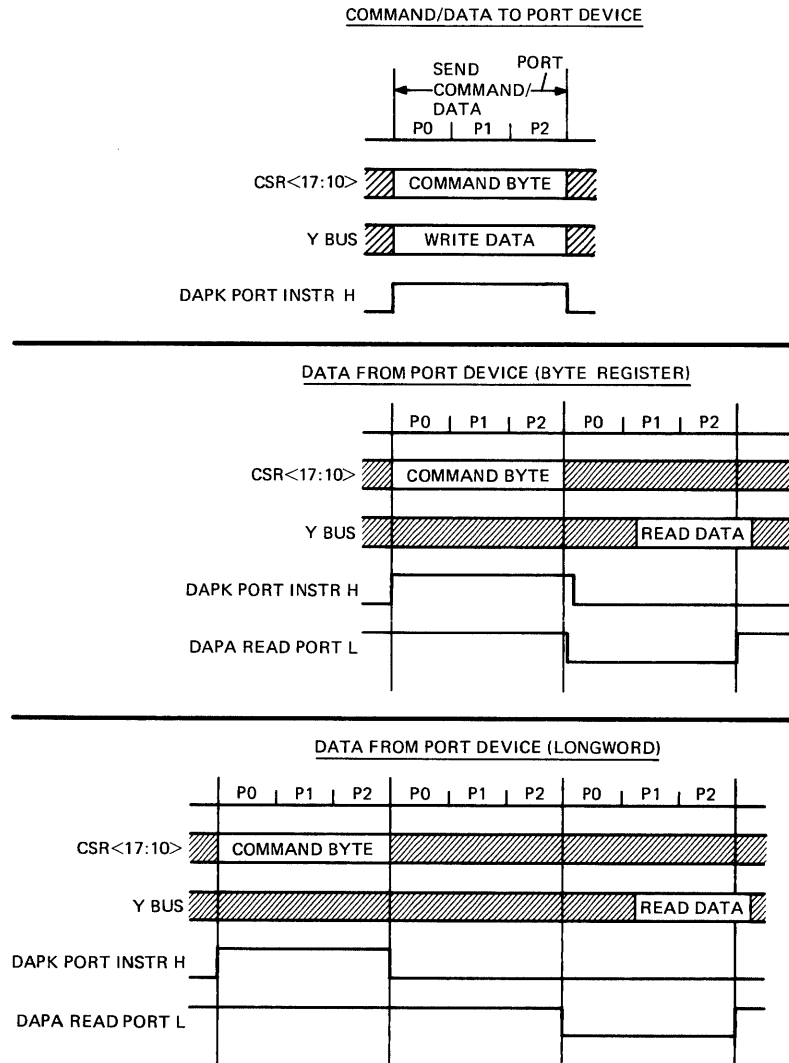 COMMAND/DATA TO PORT DEVICE
SEND PORT
COMMAND/
DATA
P0 P1 P2
CSR<17:10> COMMAND BYTE
Y BUS WRITE DATA
DAPK PORT INSTR H
DATA FROM PORT DEVICE (BYTE REGISTER)
P0 P1 P2 P0 P1 P2
CSR<17:10> COMMAND BYTE
Y BUS READ DATA
DAPK PORT INSTR H
DAPA READ PORT L
DATA FROM PORT DEVICE (LONGWORD)
P0 P1 P2 P0 P1 P2 P0 P1 P2
CSR<17:10> COMMAND BYTE
Y BUS READ DATA
DAPK PORT INSTR H
DAPA READ PORT L